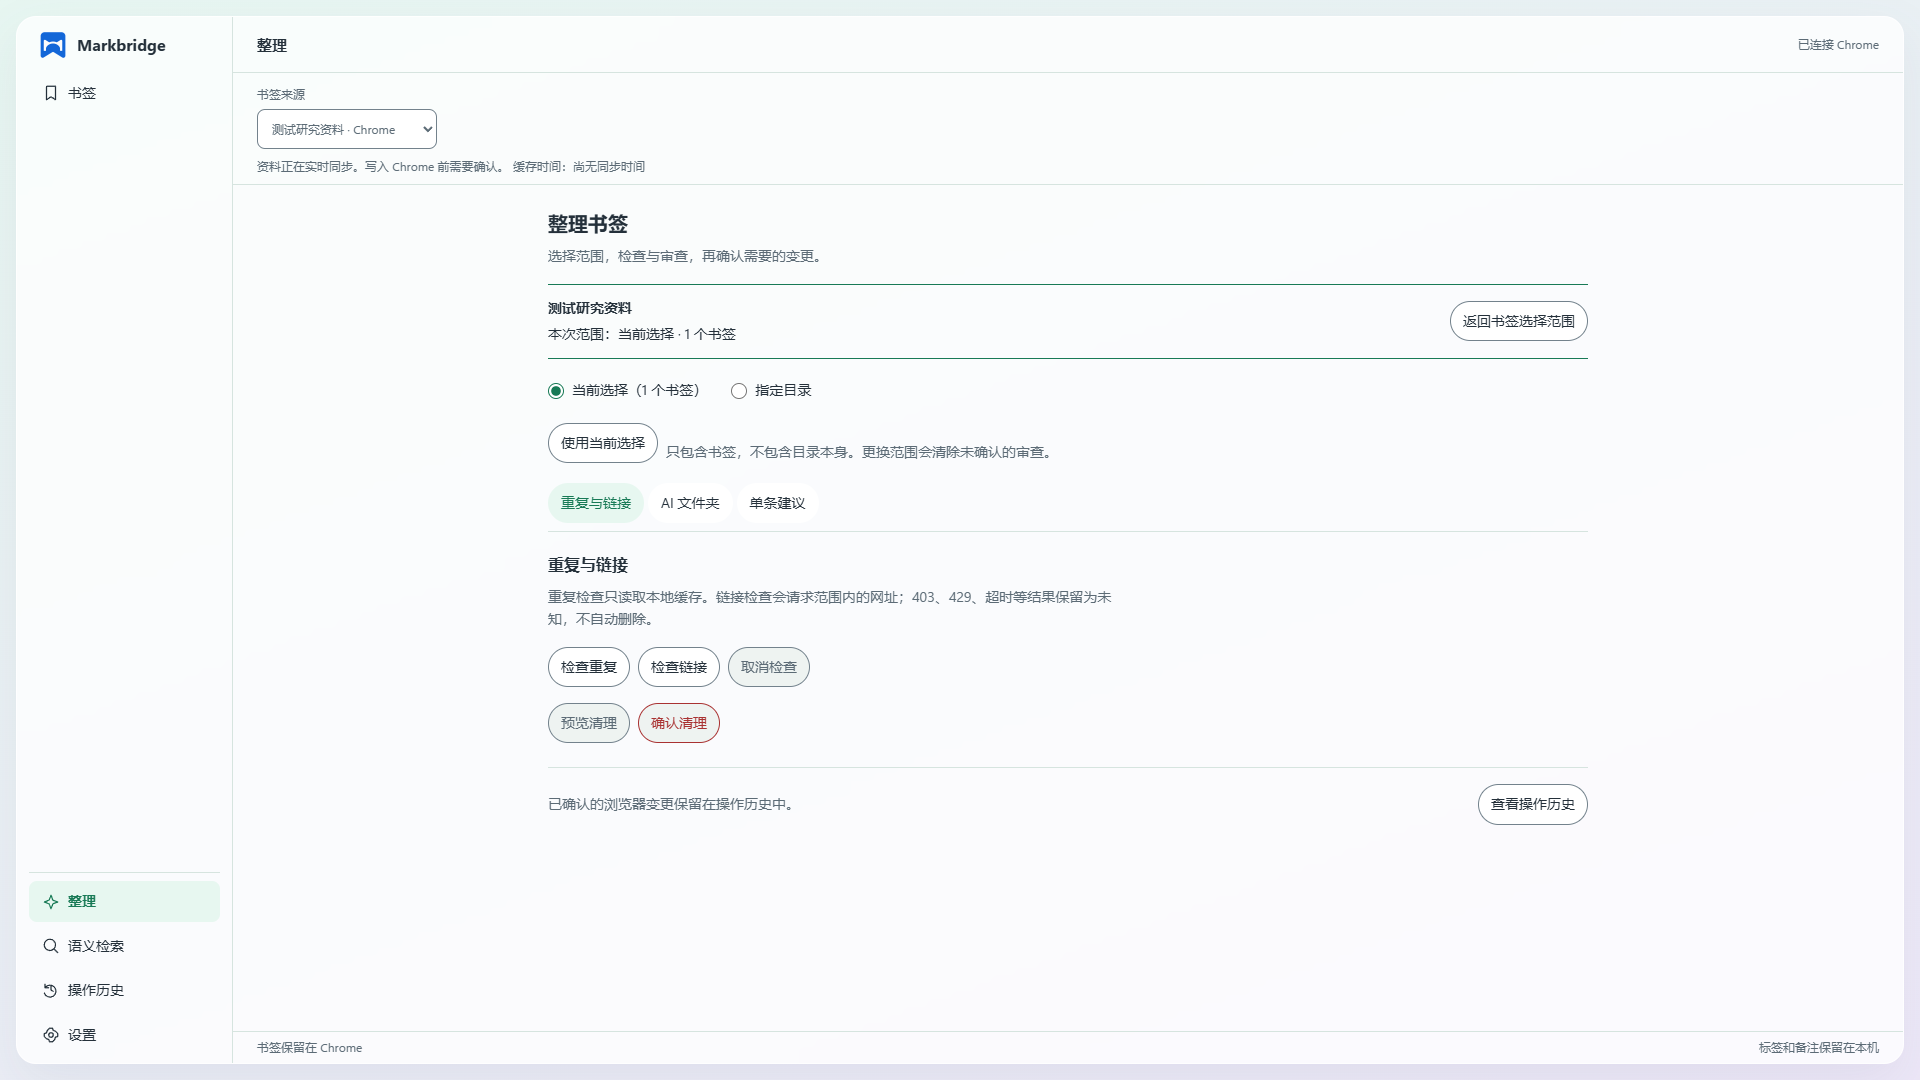 Markbridge
书签
整理
已连接 Chrome
书签来源
测试研究资料 · Chrome
资料正在实时同步。写入 Chrome 前需要确认。 缓存时间：尚无同步时间
整理书签
选择范围，检查与审查，再确认需要的变更。
测试研究资料
本次范围：当前选择 · 1 个书签
返回书签选择范围
当前选择（1 个书签）
指定目录
使用当前选择
只包含书签，不包含目录本身。更换范围会清除未确认的审查。
重复与链接
AI 文件夹
单条建议
重复与链接
重复检查只读取本地缓存。链接检查会请求范围内的网址；403、429、超时等结果保留为未
知，不自动删除。
检查重复
检查链接
取消检查
预览清理
确认清理
已确认的浏览器变更保留在操作历史中。
查看操作历史
整理
语义检索
操作历史
设置
书签保留在 Chrome
标签和备注保留在本机